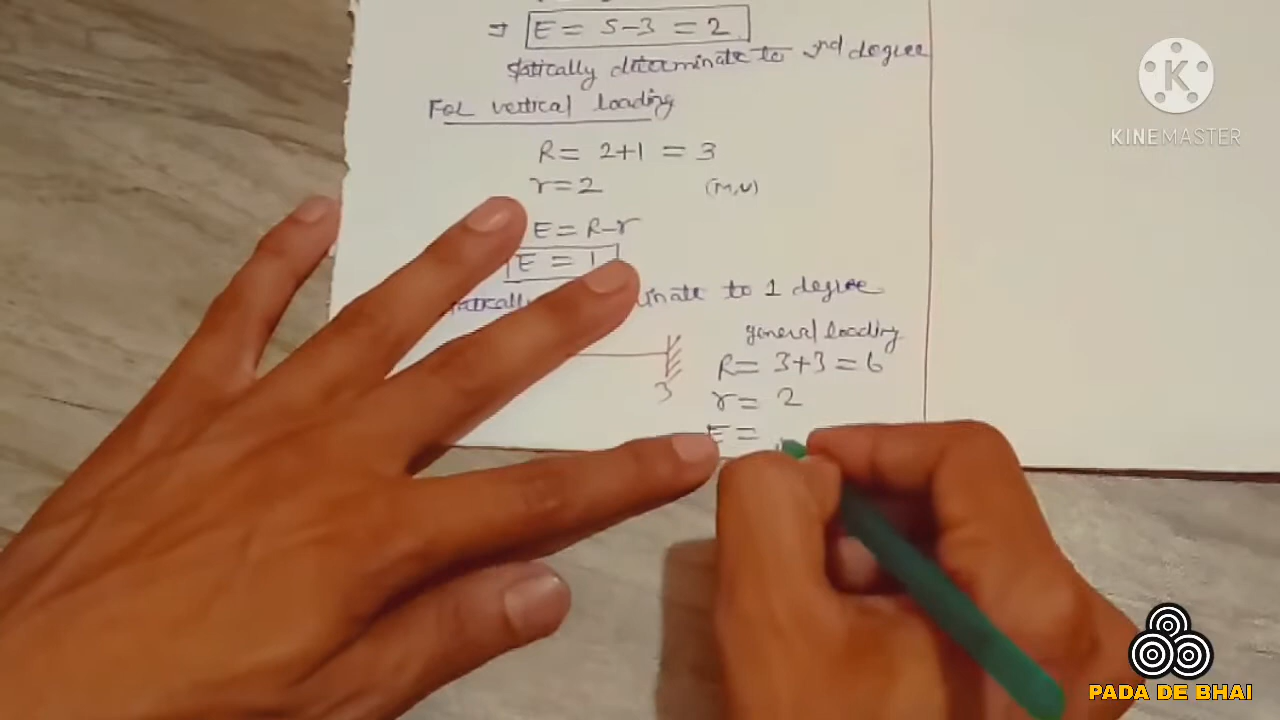 ⇒ E = 5-3 = 2
statically determinate to 2nd degree
For vertical loading
R = 2+1 = 3
r = 2 (M,V)
E = R-r
E = 1
to 1 degree
general loading
R = 3+3 = 6
3
r = 2
E =
KINEMASTER
PADA DE BHAI